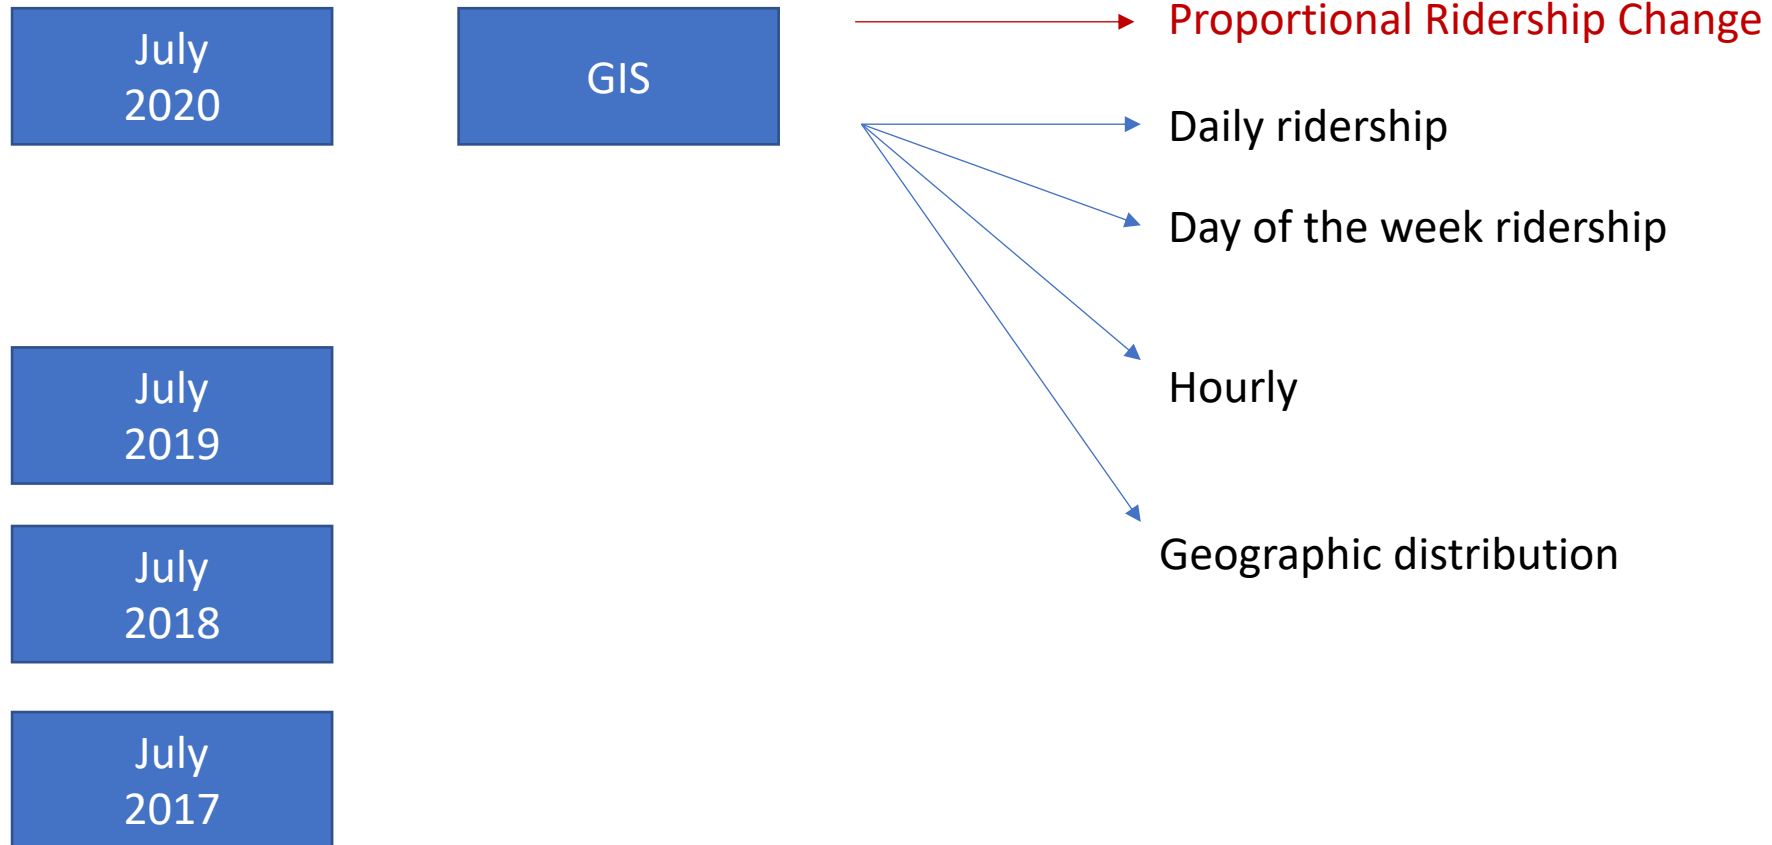 July
2020
GIS
Proportional Ridership Change
Daily ridership
Day of the week ridership
July
2019
Hourly
July
2018
Geographic distribution
July
2017